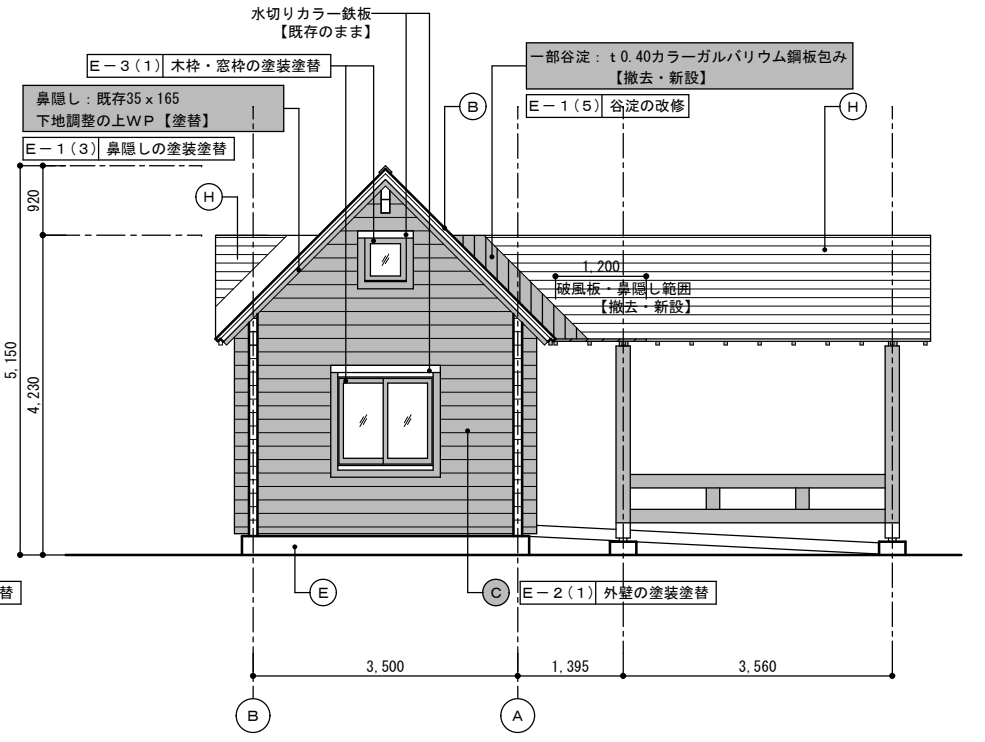 水切りカラー鉄板
【既存のまま】
E－3(1) 木枠・窓枠の塗装塗替
一部谷淀：ｔ0.40カラーガルバリウム鋼板包み
【撤去・新設】
鼻隠し：既存35ｘ165
下地調整の上ＷＰ【塗替】
B
E－1(5) 谷淀の改修
H
E－1(3) 鼻隠しの塗装塗替
920
H
1,200
破風板・鼻隠し範囲
【撤去・新設】
5,150
4,230
替
E
C
E－2(1) 外壁の塗装塗替
3,500
1,395
3,560
B
A